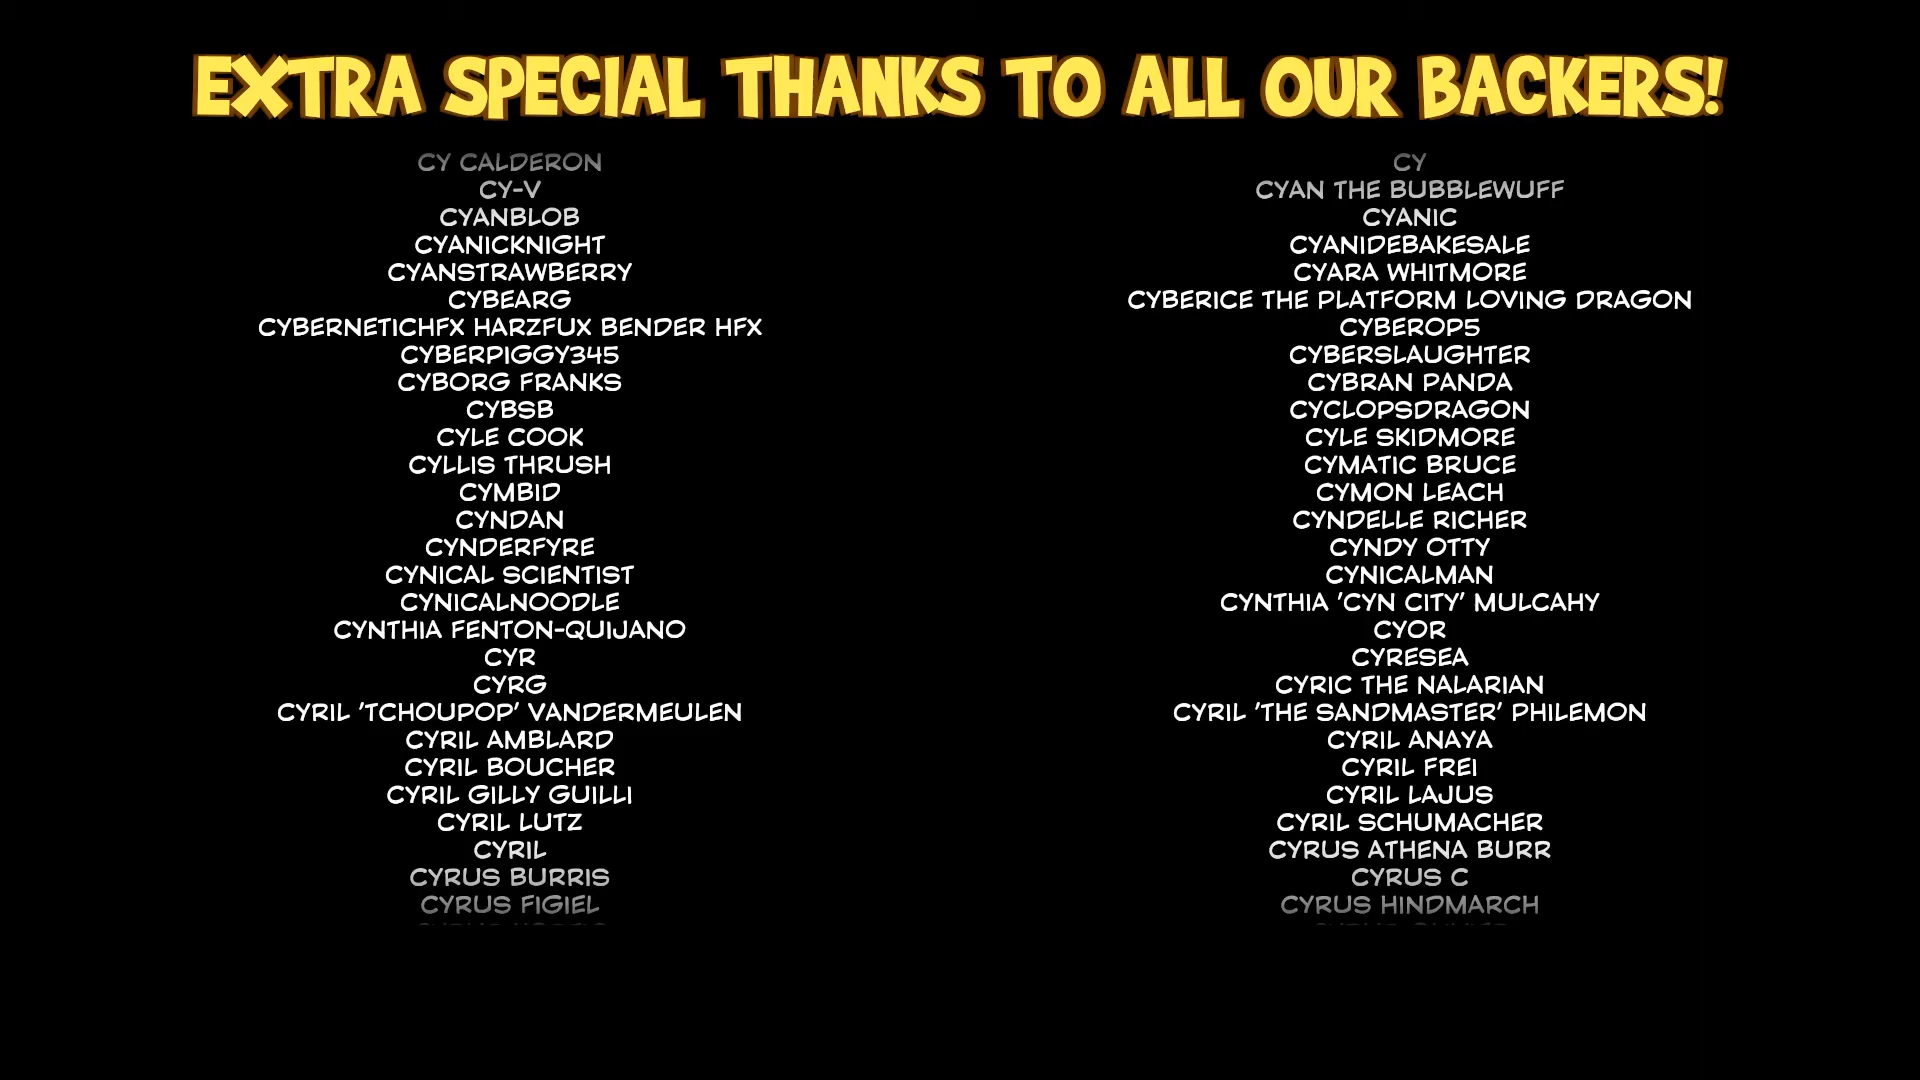 EXTRA SPECIAL THANKS TO ALL OUR BACKERS!
CY CALDERON
CY
CY-V
CYAN THE BUBBLEWUFF
CYANBLOB
CYANIC
CYANICKNIGHT
CYANIDEBAKESALE
CYANSTRAWBERRY
CYARA WHITMORE
CYBEARG
CYBERICE THE PLATFORM LOVING DRAGON
CYBERNETICHFX HARZFUX BENDER HFX
CYBEROP5
CYBERPIGGY345
CYBERSLAUGHTER
CYBORG FRANKS
CYBRAN PANDA
CYBSB
CYCLOPSDRAGON
CYLE COOK
CYLE SKIDMORE
CYLLIS THRUSH
CYMATIC BRUCE
CYMBID
CYMON LEACH
CYNDAN
CYNDELLE RICHER
CYNDERFYRE
CYNDY OTTY
CYNICAL SCIENTIST
CYNICALMAN
CYNICALNOODLE
CYNTHIA 'CYN CITY' MULCAHY
CYNTHIA FENTON-QUIJANO
CYOR
CYR
CYRESEA
CYRG
CYRIC THE NALARIAN
CYRIL 'TCHOUPOP' VANDERMEULEN
CYRIL 'THE SANDMASTER' PHILEMON
CYRIL AMBLARD
CYRIL ANAYA
CYRIL BOUCHER
CYRIL FREI
CYRIL GILLY GUILLI
CYRIL LAJUS
CYRIL LUTZ
CYRIL SCHUMACHER
CYRIL
CYRUS ATHENA BURR
CYRUS BURRIS
CYRUS C
CYRUS FIGIEL
CYRUS HINDMARCH